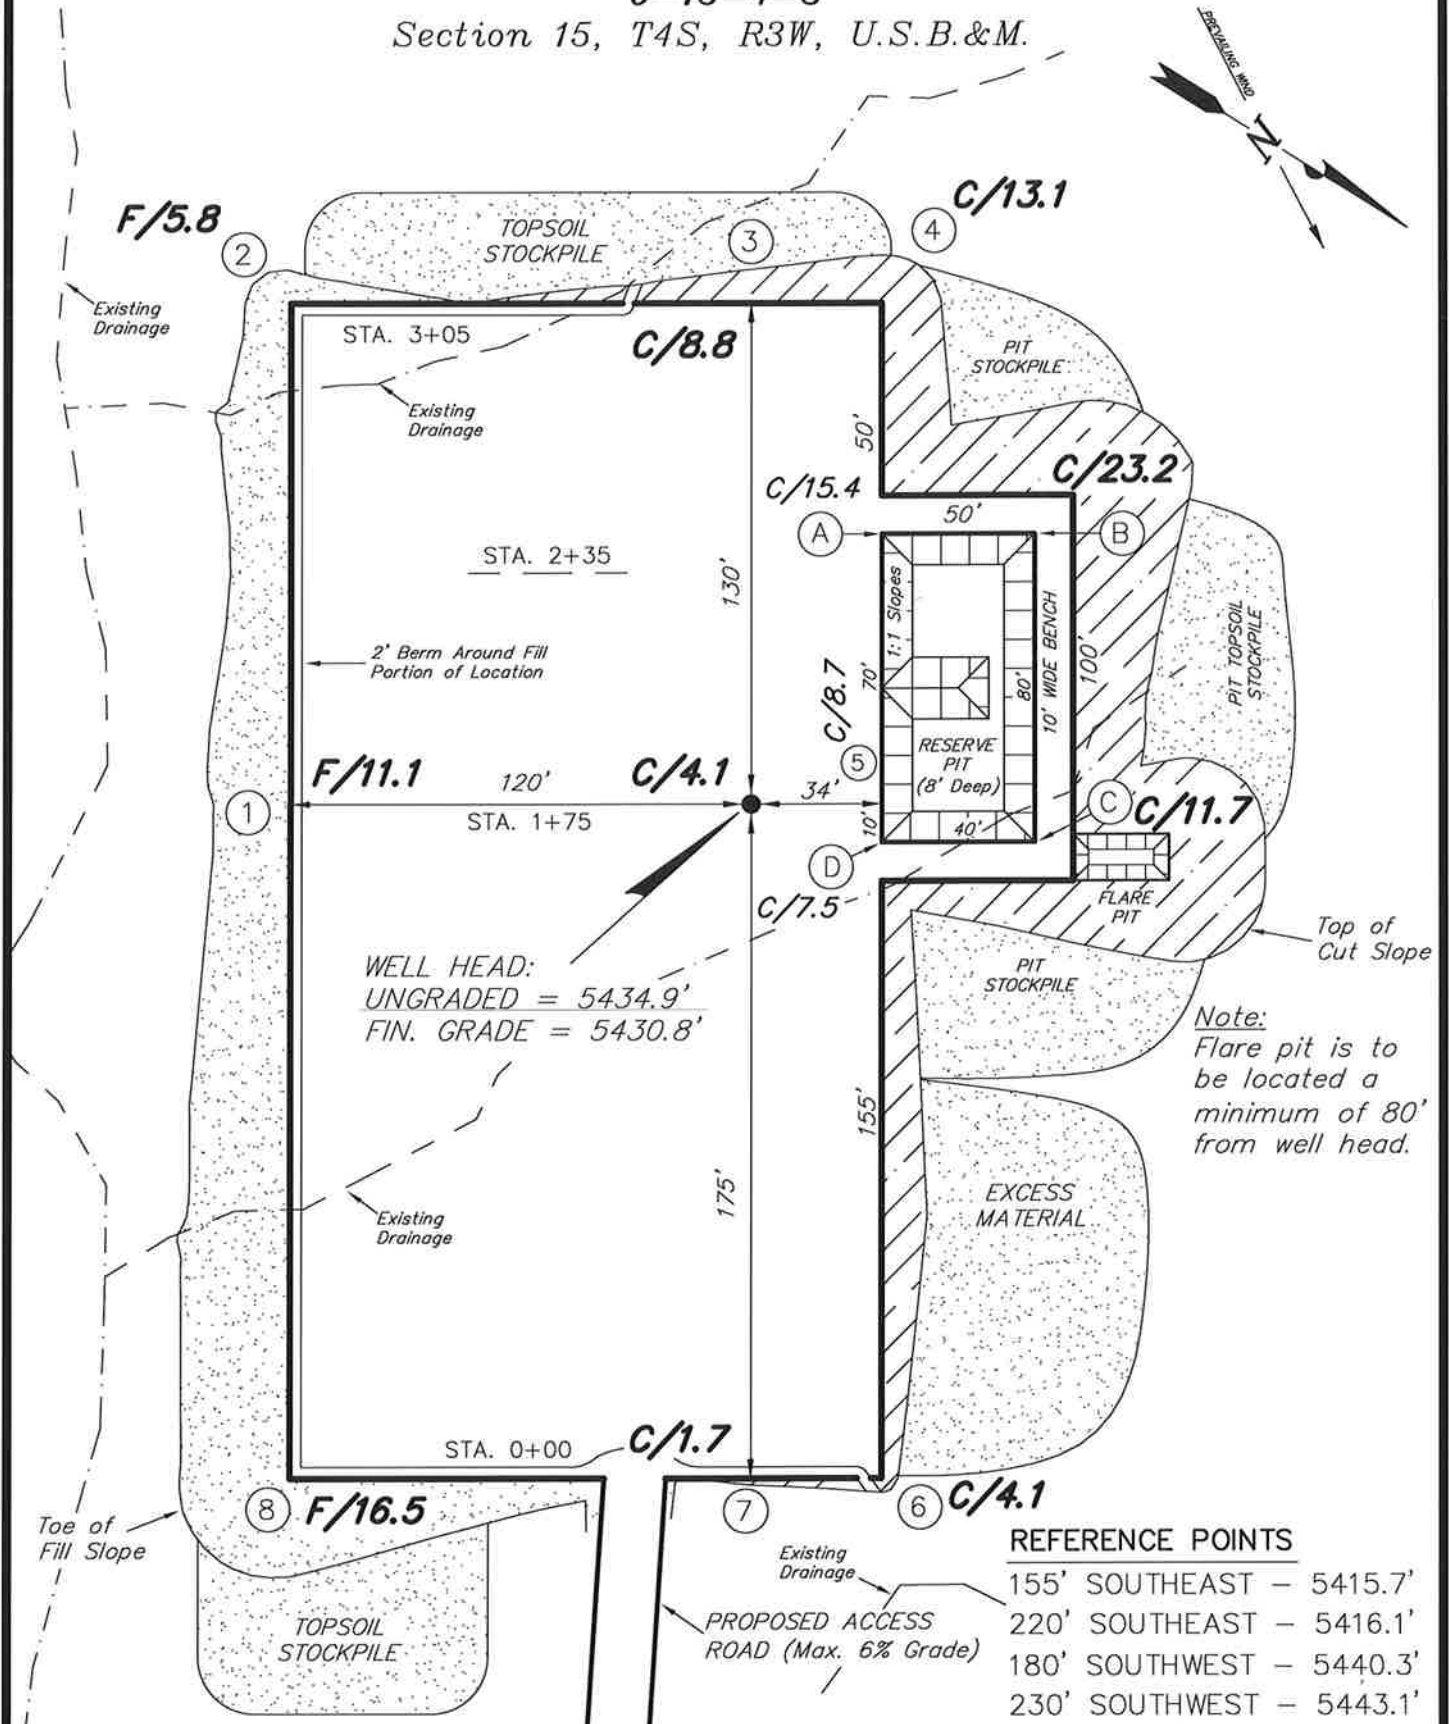 Section 15, T4S, R3W, U.S.B.&M.
PREVAILING WIND
N
F/5.8
2
TOPSOIL
STOCKPILE
3
4
C/13.1
Existing
Drainage
STA. 3+05
C/8.8
PIT
STOCKPILE
Existing
Drainage
50'
C/15.4
C/23.2
50'
A
B
STA. 2+35
130'
1:1 Slopes
10' WIDE BENCH
100'
PIT TOPSOIL
STOCKPILE
2' Berm Around Fill
Portion of Location
C/8.7
70'
80'
RESERVE
PIT
(8' Deep)
5
F/11.1
120'
C/4.1
34'
1
STA. 1+75
10'
40'
C
C/11.7
D
C/7.5
FLARE
PIT
Top of
Cut Slope
WELL HEAD:
UNGRADED = 5434.9'
FIN. GRADE = 5430.8'
PIT
STOCKPILE
Note:
Flare pit is to
be located a
minimum of 80'
from well head.
155'
175'
EXCESS
MATERIAL
Existing
Drainage
STA. 0+00
C/1.7
8
F/16.5
7
6
C/4.1
Toe of
Fill Slope
Existing
Drainage
TOPSOIL
STOCKPILE
PROPOSED ACCESS
ROAD (Max. 6% Grade)
REFERENCE POINTS
155' SOUTHEAST - 5415.7'
220' SOUTHEAST - 5416.1'
180' SOUTHWEST - 5440.3'
230' SOUTHWEST - 5443.1'